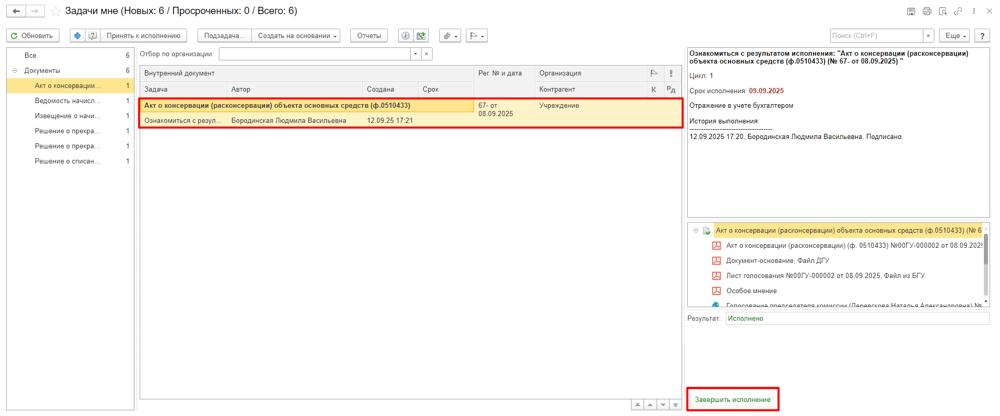 Задачи мне (Новых: 6 / Просроченных: 0 / Всего: 6)
Обновить
Принять к исполнению
Подзадача...
Создать на основании
Отчеты
Поиск (Ctrl+F)
×
Еще
?
Все 6
Документы 6
Акт о консервации... 1
Ведомость начисл... 1
Извещение о начи... 1
Решение о прекра... 1
Решение о прекра... 1
Решение о списан... 1
Отбор по организации:
×
Внутренний документ
Рег. № и дата
Организация
Задача
Автор
Создана
Срок
Контрагент
К
Рд
Акт о консервации (расконсервации) объекта основных средств (ф.0510433)
67- от
08.09.2025
Учреждение
Ознакомиться с резул...
Бородинская Людмила Васильевна
12.09.25 17:21
Ознакомиться с результатом исполнения: "Акт о консервации (расконсервации)
объекта основных средств (ф.0510433) (№ 67- от 08.09.2025) "
Цикл: 1
Срок исполнения: 09.09.2025
Отражение в учете бухгалтером
История выполнения:
------------------------------------
12.09.2025 17:20, Бородинская Людмила Васильевна. Подписано.
Акт о консервации (расконсервации) объекта основных средств (ф.0510433) (№ 6
Акт о консервации (расконсервации) (ф. 0510433) №00ГУ-000002 от 08.09.2025
Документ-основание, Файл ДГУ
Лист голосования №00ГУ-000002 от 08.09.2025, Файл из БГУ
Особое мнение
Голосование председателя комиссии (Деревскова Наталья Александровна) №
Результат: Исполнено
Завершить исполнение